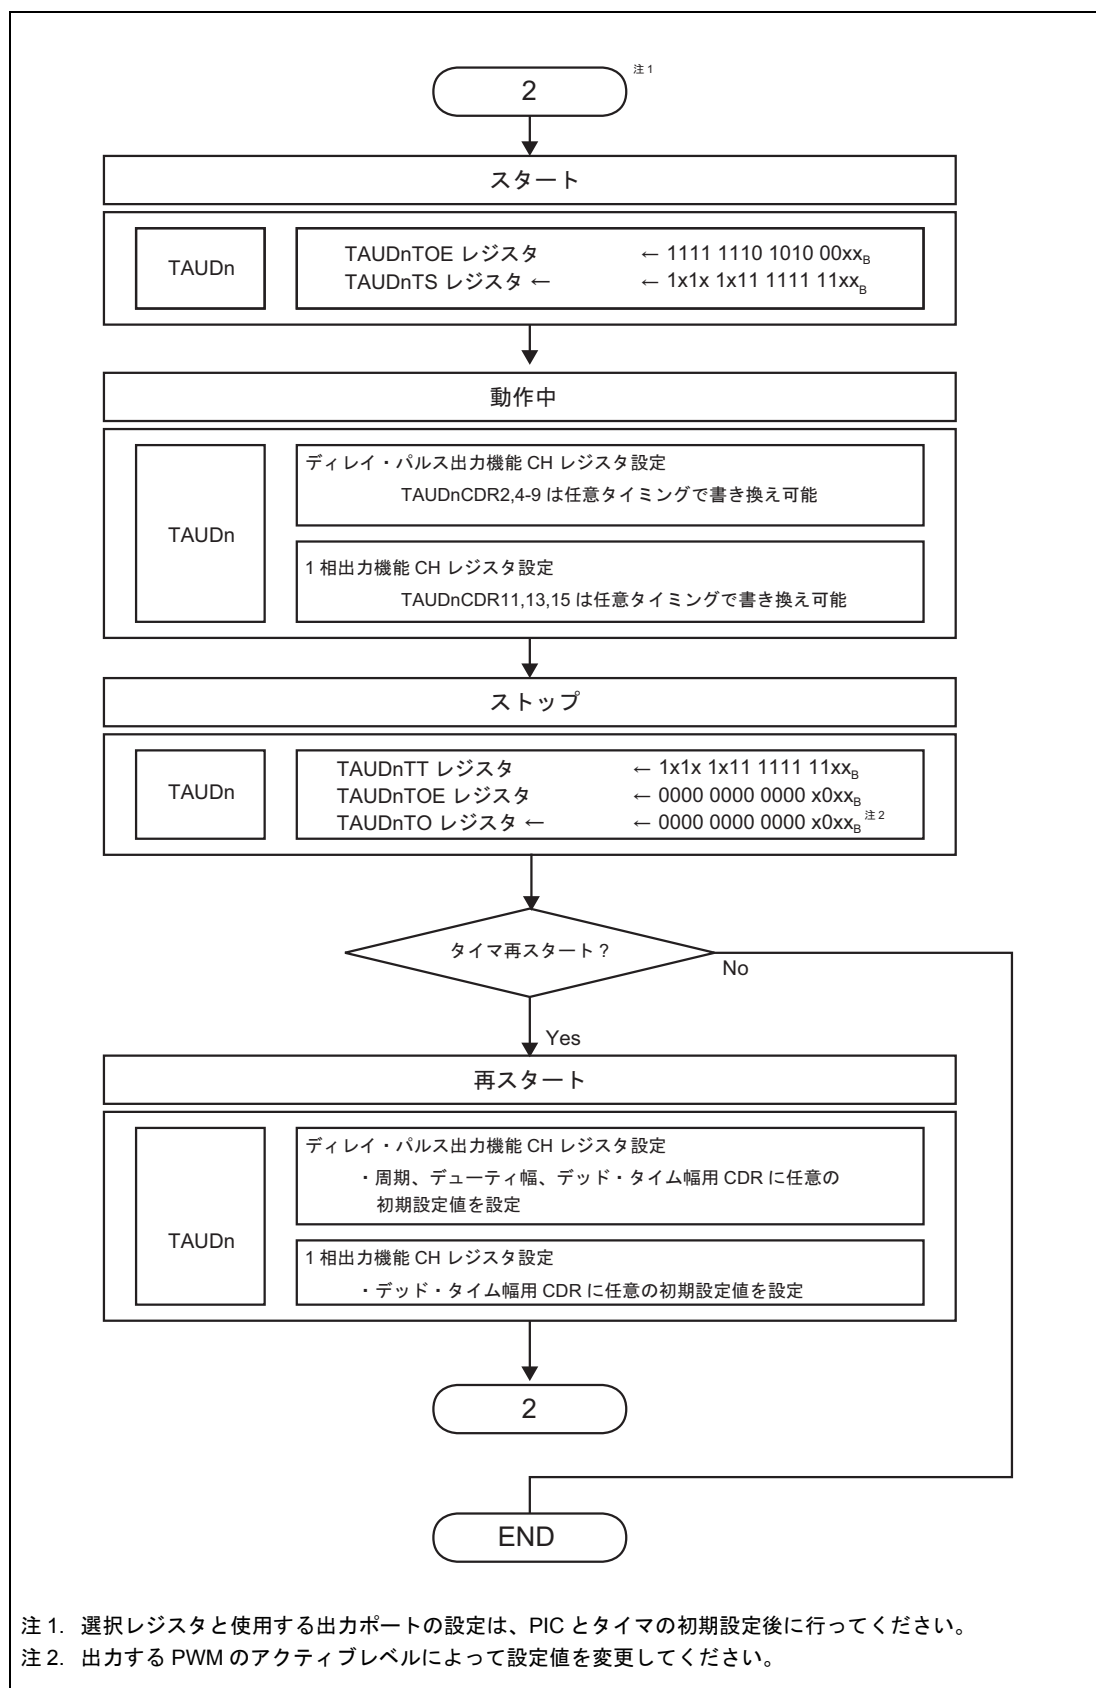 2 注1
スタート
TAUDn
TAUDnTOE レジスタ ← 1111 1110 1010 00xxB
TAUDnTS レジスタ ← ← 1x1x 1x11 1111 11xxB
動作中
TAUDn
ディレイ・パルス出力機能 CH レジスタ設定
TAUDnCDR2,4-9 は任意タイミングで書き換え可能
1 相出力機能 CH レジスタ設定
TAUDnCDR11,13,15 は任意タイミングで書き換え可能
ストップ
TAUDn
TAUDnTT レジスタ ← 1x1x 1x11 1111 11xxB
TAUDnTOE レジスタ ← 0000 0000 0000 x0xxB
TAUDnTO レジスタ ← ← 0000 0000 0000 x0xxB 注2
タイマ再スタート?
No
Yes
再スタート
TAUDn
ディレイ・パルス出力機能 CH レジスタ設定
・周期、デューティ幅、デッド・タイム幅用 CDR に任意の
初期設定値を設定
1 相出力機能 CH レジスタ設定
・デッド・タイム幅用 CDR に任意の初期設定値を設定
2
END
注 1. 選択レジスタと使用する出力ポートの設定は、PIC とタイマの初期設定後に行ってください。
注 2. 出力する PWM のアクティブレベルによって設定値を変更してください。